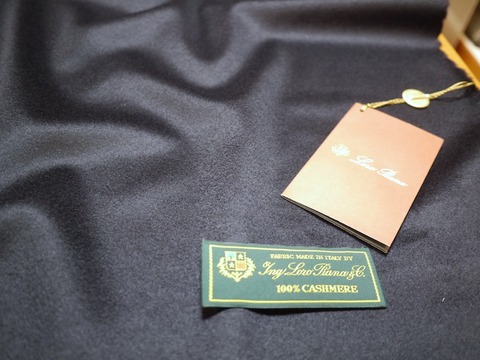 Loro Piana
FABRIC MADE IN ITALY BY
Ing. Loro Piana & C.
100% CASHMERE